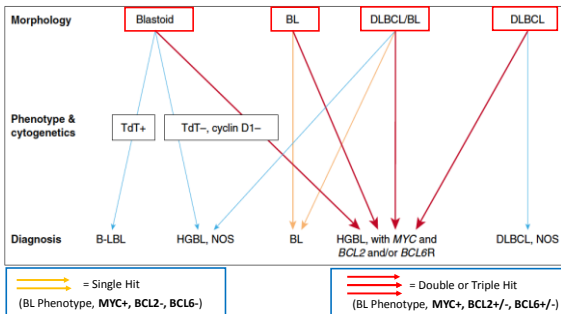 Morphology Blastoid BL DLBCL/BL DLBCL
Phenotype &
cytogenetics
TdT+ TdT–, cyclin D1–
Diagnosis B-LBL HGBL, NOS BL HGBL, with MYC and DLBCL, NOS
BCL2 and/or BCL6R
= Single Hit
(BL Phenotype, MYC+, BCL2-, BCL6-)
= Double or Triple Hit
(BL Phenotype, MYC+, BCL2+/-, BCL6+/-)